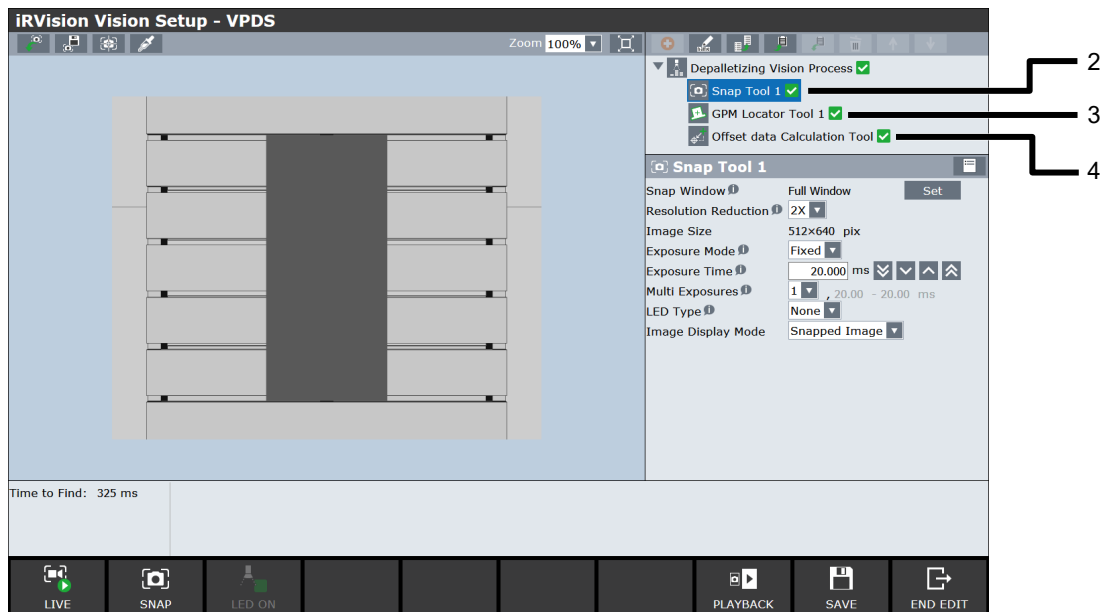 iRVision Vision Setup - VPDS
Zoom 100%
Depalletizing Vision Process
Snap Tool 1
GPM Locator Tool 1
Offset data Calculation Tool
2
3
4
Snap Tool 1
Snap Window Full Window Set
Resolution Reduction 2X
Image Size 512×640 pix
Exposure Mode Fixed
Exposure Time 20.000 ms
Multi Exposures 1 , 20.00 - 20.00 ms
LED Type None
Image Display Mode Snapped Image
Time to Find: 325 ms
LIVE SNAP LED ON PLAYBACK SAVE END EDIT